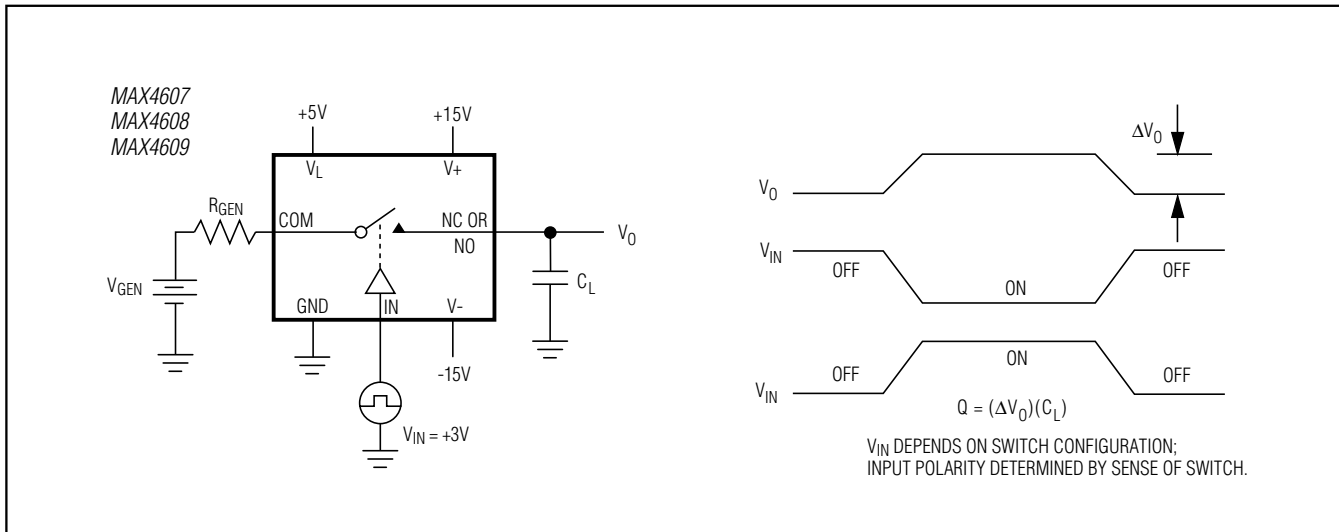 MAX4607
MAX4608
MAX4609
+5V
+15V
VL
V+
RGEN
COM
NC OR
NO
VO
VGEN
CL
GND
IN
V-
-15V
VIN = +3V
ΔVO
VO
VIN
OFF
ON
OFF
VIN
OFF
ON
OFF
Q = (ΔVO)(CL)
VIN DEPENDS ON SWITCH CONFIGURATION;
INPUT POLARITY DETERMINED BY SENSE OF SWITCH.